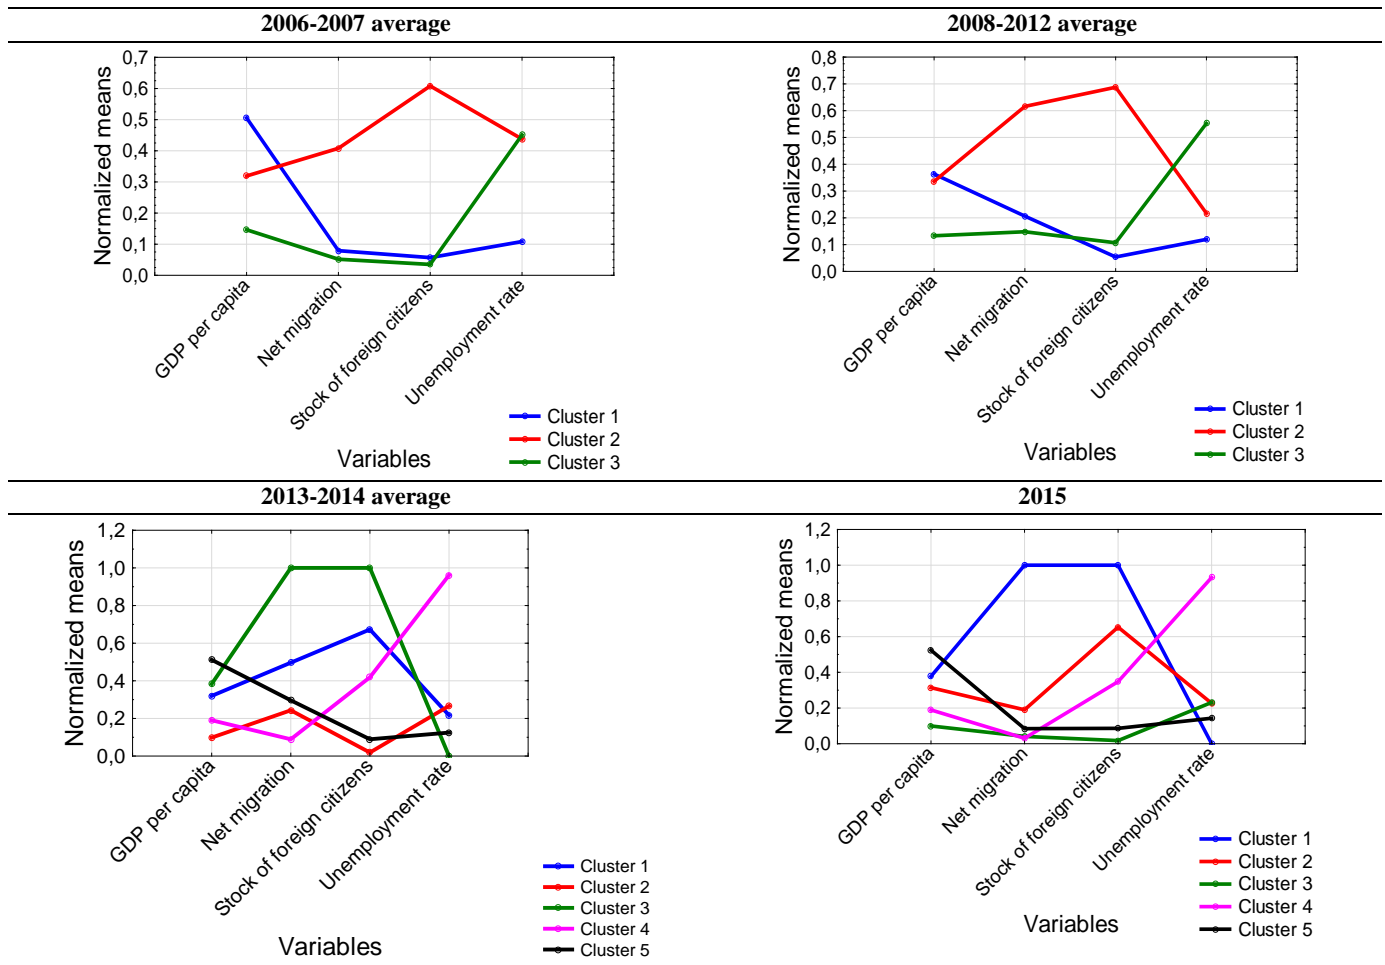 2006-2007 average
2008-2012 average
Normalized means
0,7
0,6
0,5
0,4
0,3
0,2
0,1
0,0
GDP per capita
Net migration
Stock of foreign citizens
Unemployment rate
Variables
Cluster 1
Cluster 2
Cluster 3
Normalized means
0,8
0,7
0,6
0,5
0,4
0,3
0,2
0,1
0,0
GDP per capita
Net migration
Stock of foreign citizens
Unemployment rate
Variables
Cluster 1
Cluster 2
Cluster 3
2013-2014 average
2015
Normalized means
1,2
1,0
0,8
0,6
0,4
0,2
0,0
GDP per capita
Net migration
Stock of foreign citizens
Unemployment rate
Variables
Cluster 1
Cluster 2
Cluster 3
Cluster 4
Cluster 5
Normalized means
1,2
1,0
0,8
0,6
0,4
0,2
0,0
GDP per capita
Net migration
Stock of foreign citizens
Unemployment rate
Variables
Cluster 1
Cluster 2
Cluster 3
Cluster 4
Cluster 5